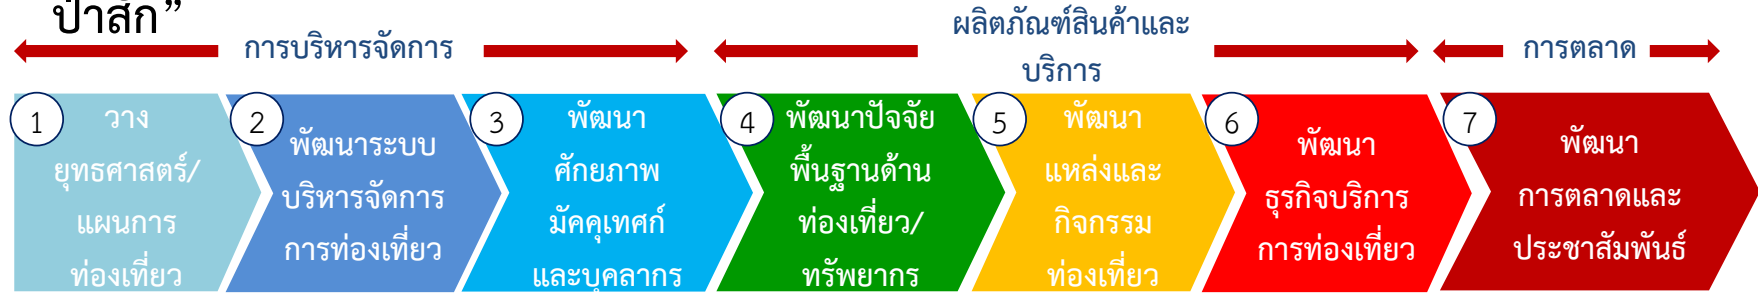 ป่าสัก”
การบริหารจัดการ
ผลิตภัณฑ์สินค้าและ
บริการ
การตลาด
1
วาง
ยุทธศาสตร์/
แผนการ
ท่องเที่ยว
2
พัฒนาระบบ
บริหารจัดการ
การท่องเที่ยว
3
พัฒนา
ศักยภาพ
มัคคุเทศก์
และบุคลากร
4
พัฒนาปัจจัย
พื้นฐานด้าน
ท่องเที่ยว/
ทรัพยากร
5
พัฒนา
แหล่งและ
กิจกรรม
ท่องเที่ยว
6
พัฒนา
ธุรกิจบริการ
การท่องเที่ยว
7
พัฒนา
การตลาดและ
ประชาสัมพันธ์